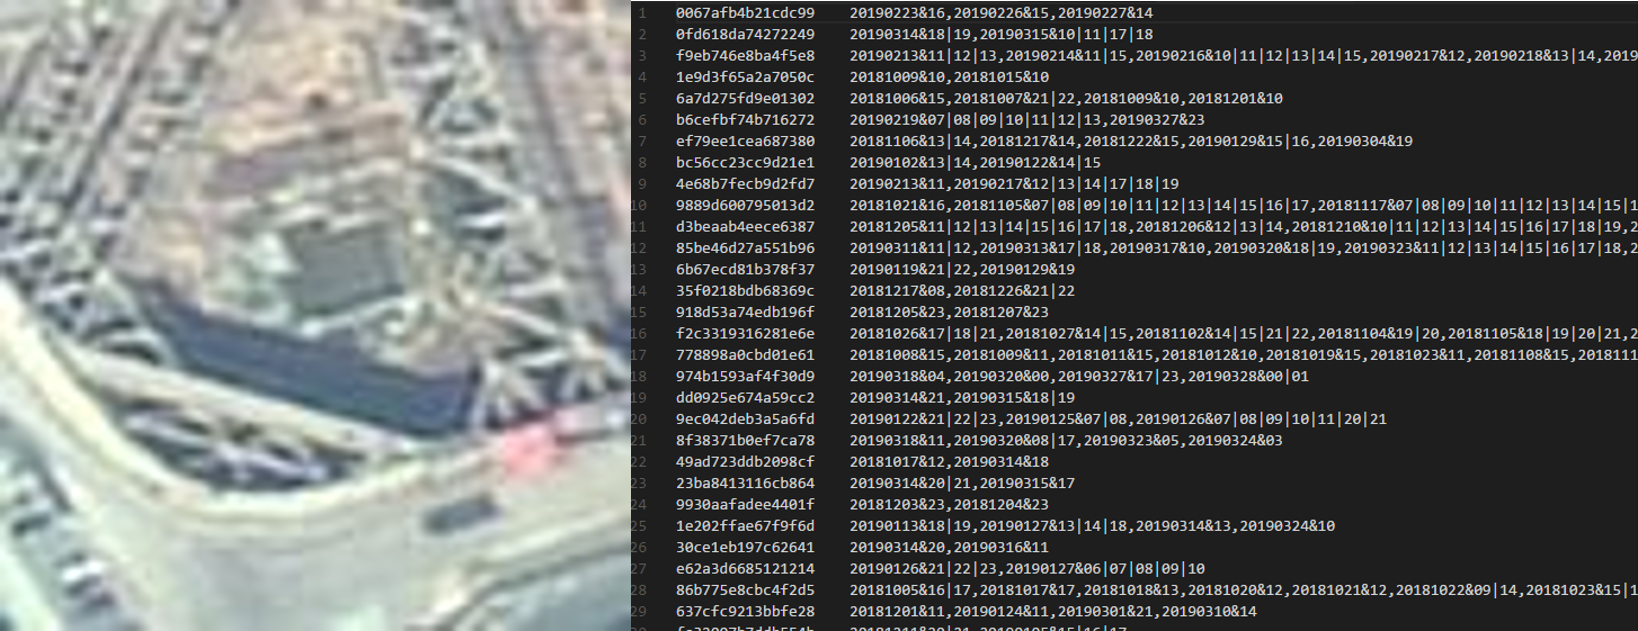 1 0067afb4b21cdc99 20190223&16,20190226&15,20190227&14
2 0fd618da74272249 20190314&18|19,20190315&10|11|17|18
3 f9eb746e8ba4f5e8 20190213&11|12|13,20190214&11|15,20190216&10|11|12|13|14|15,20190217&12,20190218&13|14,2019
4 1e9d3f65a2a7050c 20181009&10,20181015&10
5 6a7d275fd9e01302 20181006&15,20181007&21|22,20181009&10,20181201&10
6 b6cefbf74b716272 20190219&07|08|09|10|11|12|13,20190327&23
7 ef79ee1cea687380 20181106&13|14,20181217&14,20181222&15,20190129&15|16,20190304&19
8 bc56cc23cc9d21e1 20190102&13|14,20190122&14|15
9 4e68b7fecb9d2fd7 20190213&11,20190217&12|13|14|17|18|19
10 9889d600795013d2 20181021&16,20181105&07|08|09|10|11|12|13|14|15|16|17,20181117&07|08|09|10|11|12|13|14|15|1
11 d3beaab4eece6387 20181205&11|12|13|14|15|16|17|18,20181206&12|13|14,20181210&10|11|12|13|14|15|16|17|18|19,2
12 85be46d27a551b96 20190311&11|12,20190313&17|18,20190317&10,20190320&18|19,20190323&11|12|13|14|15|16|17|18,2
13 6b67ecd81b378f37 20190119&21|22,20190129&19
14 35f0218bdb68369c 20181217&08,20181226&21|22
15 918d53a74edb196f 20181205&23,20181207&23
16 f2c3319316281e6e 20181026&17|18|21,20181027&14|15,20181102&14|15|21|22,20181104&19|20,20181105&18|19|20|21,2
17 778898a0cbd01e61 20181008&15,20181009&11,20181011&15,20181012&10,20181019&15,20181023&11,20181108&15,2018111
18 974b1593af4f30d9 20190318&04,20190320&00,20190327&17|23,20190328&00|01
19 dd0925e674a59cc2 20190314&21,20190315&18|19
20 9ec042deb3a5a6fd 20190122&21|22|23,20190125&07|08,20190126&07|08|09|10|11|20|21
21 8f38371b0ef7ca78 20190318&11,20190320&08|17,20190323&05,20190324&03
22 49ad723ddb2098cf 20181017&12,20190314&18
23 23ba8413116cb864 20190314&20|21,20190315&17
24 9930aafadee4401f 20181203&23,20181204&23
25 1e202ffae67f9f6d 20190113&18|19,20190127&13|14|18,20190314&13,20190324&10
26 30ce1eb197c62641 20190314&20,20190316&11
27 e62a3d6685121214 20190126&21|22|23,20190127&06|07|08|09|10
28 86b775e8cbc4f2d5 20181005&16|17,20181017&17,20181018&13,20181020&12,20181021&12,20181022&09|14,20181023&15|1
29 637cfc9213bbfe28 20181201&11,20190124&11,20190301&21,20190310&14